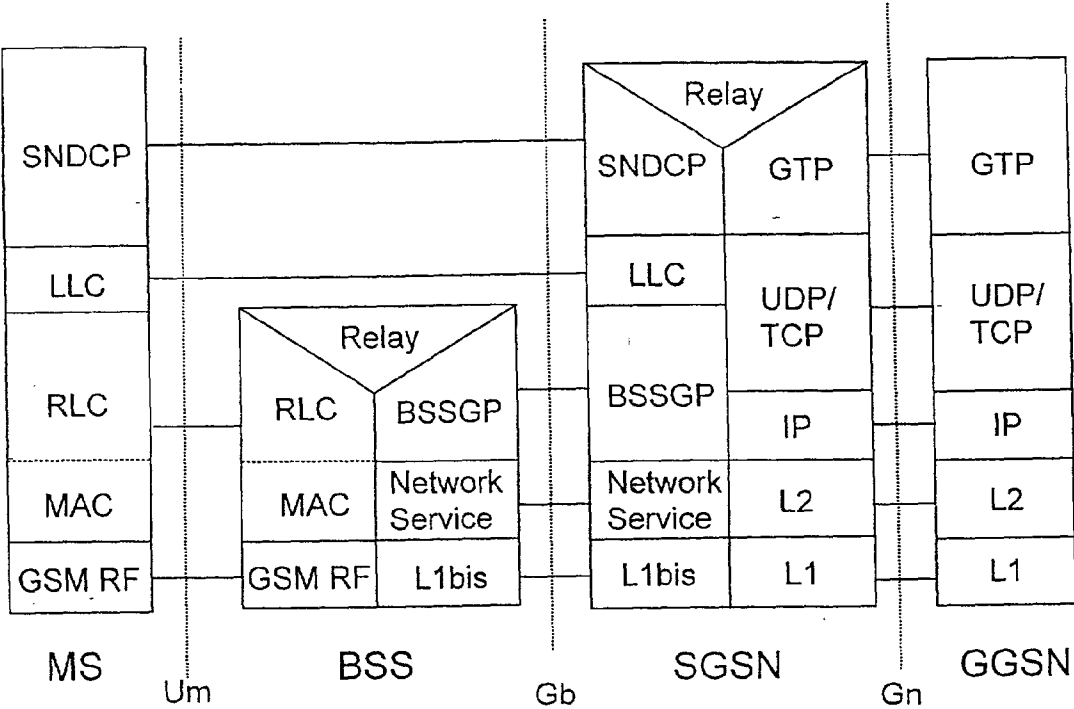 Relay
SNDCP
SNDCP
GTP
GTP
LLC
LLC
UDP/
TCP
UDP/
TCP
Relay
RLC
RLC
BSSGP
BSSGP
IP
IP
MAC
MAC
Network
Service
Network
Service
L2
L2
GSM RF
GSM RF
L1bis
L1bis
L1
L1
MS
BSS
SGSN
GGSN
Um
Gb
Gn